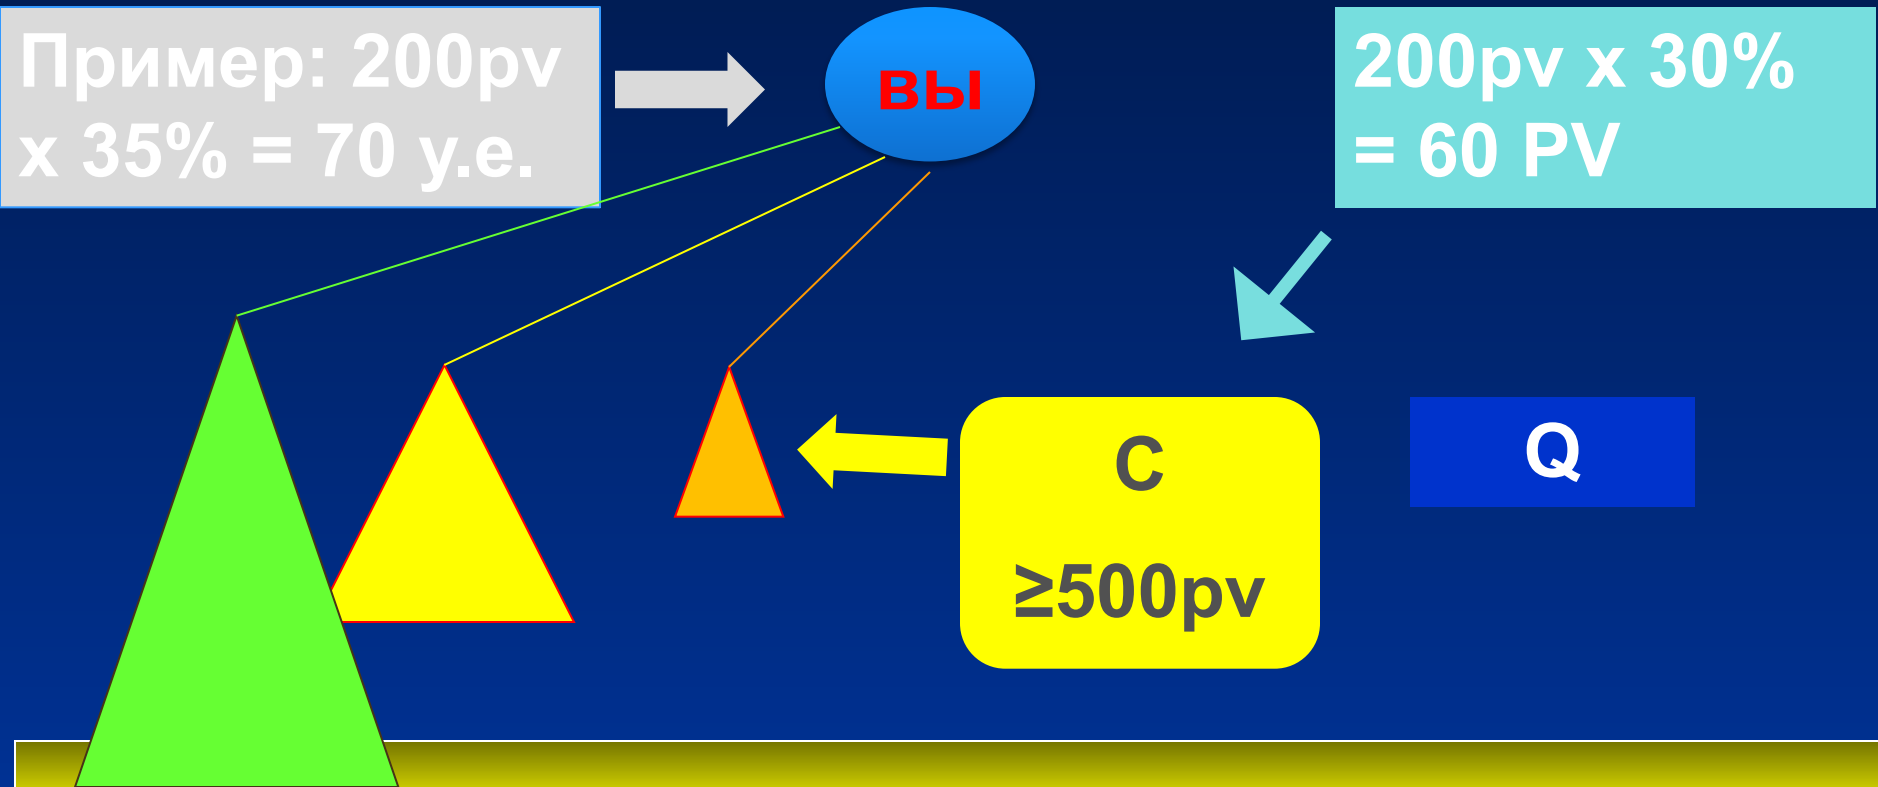 Пример: 200pv
x 35% = 70 у.е.
вы
200pv x 30%
= 60 PV
C
≥500pv
Q